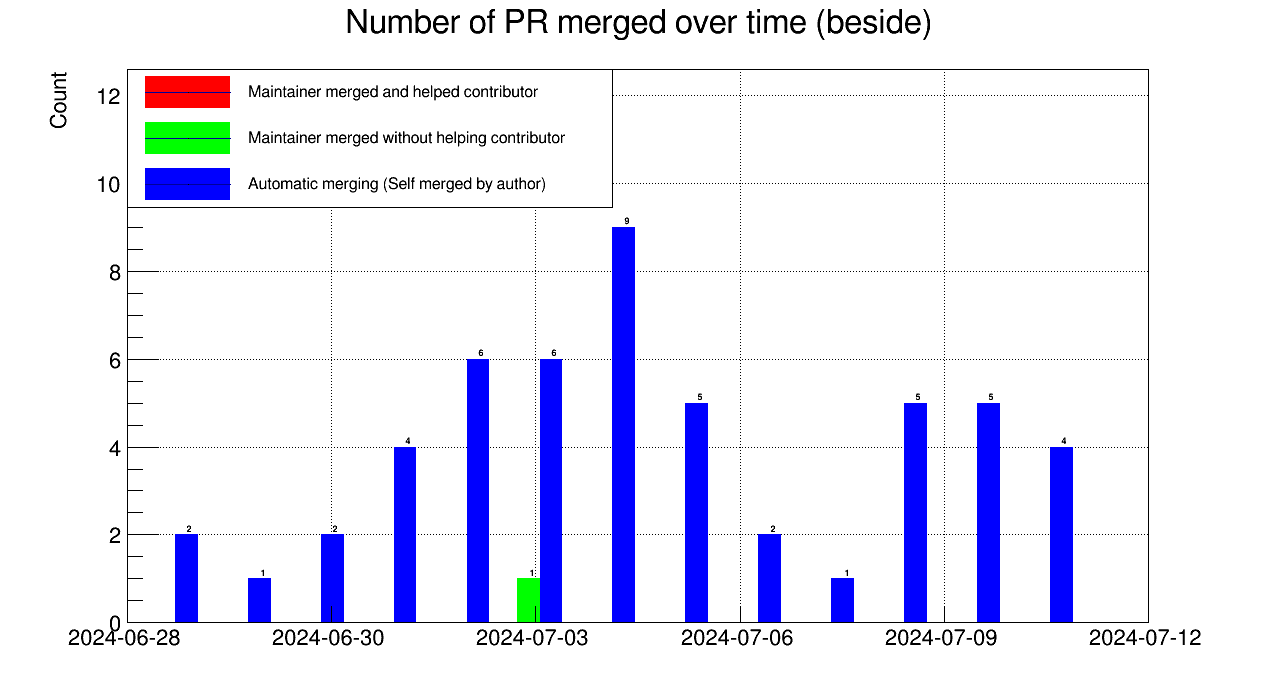 Number of PR merged over time (beside)
Count
Maintainer merged and helped contributor
Maintainer merged without helping contributor
Automatic merging (Self merged by author)
12
10
8
6
4
2
0
2 1 2 4 6 1 6 9 5 2 1 5 5 4
2024-06-28 2024-06-30 2024-07-03 2024-07-06 2024-07-09 2024-07-12